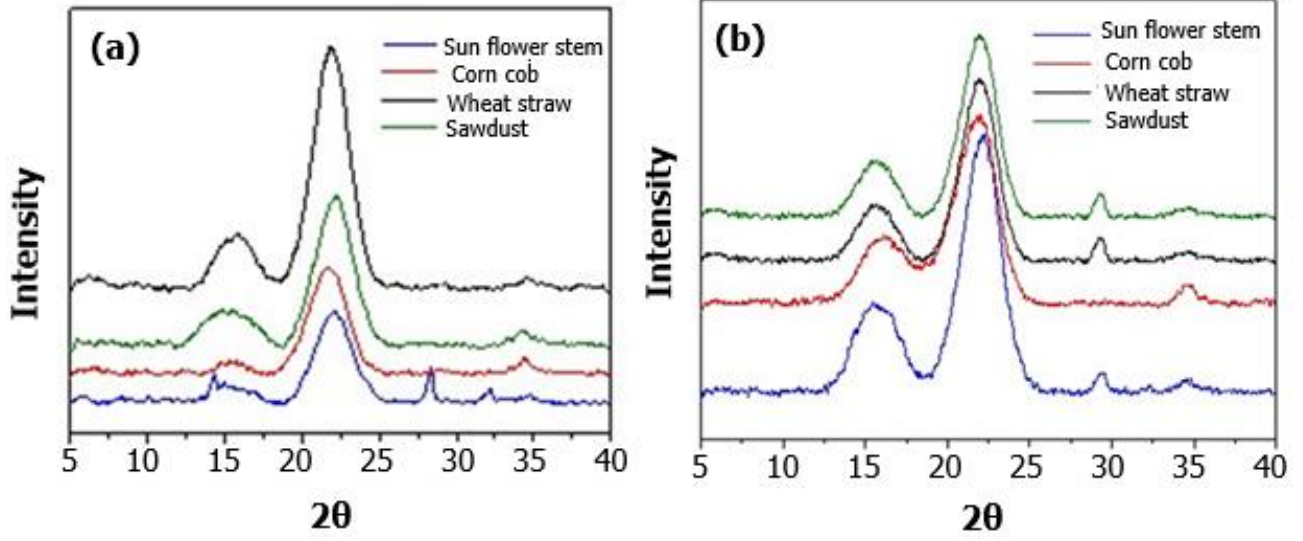 (a)
Sun flower stem
Corn cob
Wheat straw
Sawdust
Intensity
5 10 15 20 25 30 35 40
2θ
(b)
Sun flower stem
Corn cob
Wheat straw
Sawdust
Intensity
5 10 15 20 25 30 35 40
2θ